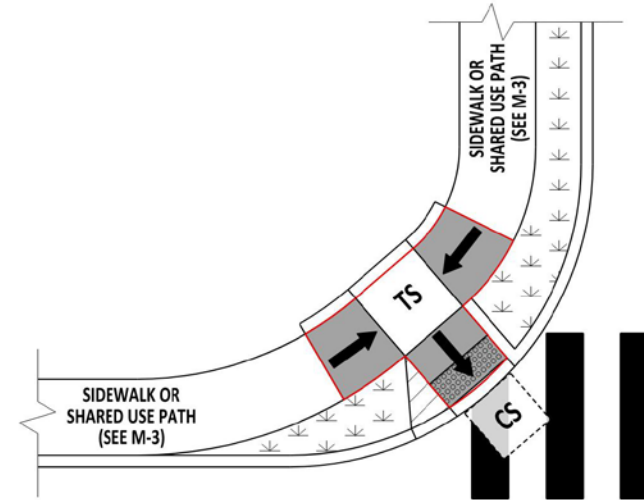 SIDEWALK OR
SHARED USE PATH
(SEE M-3)
TS
CS
SIDEWALK OR
SHARED USE PATH
(SEE M-3)